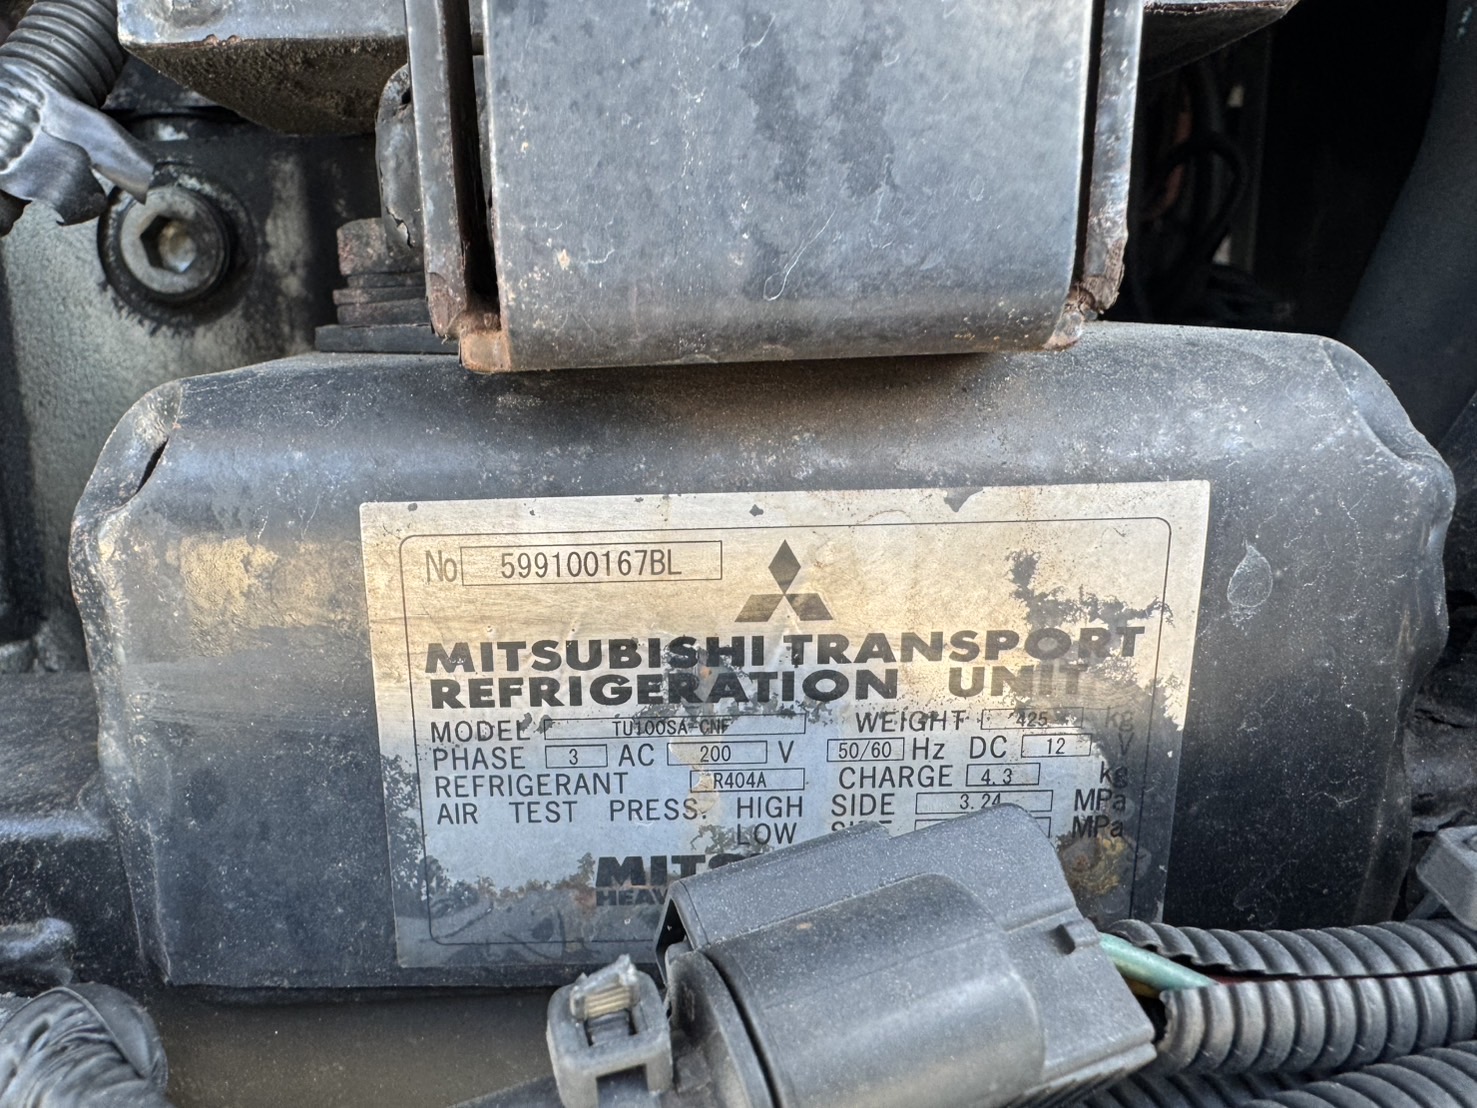 No 599100167BL
MITSUBISHI TRANSPORT
REFRIGERATION UNIT
MODEL TU100SA-CNF WEIGHT 425 kg
PHASE 3 AC 200 V 50/60 Hz DC 12 V
REFRIGERANT R404A CHARGE 4.3 kg
AIR TEST PRESS. HIGH SIDE 3.24 MPa
LOW SIDE MPa